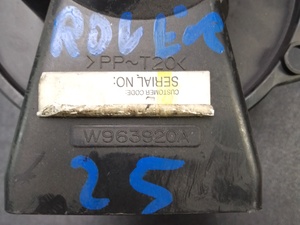 ROVER
>PP~T20<
CUSTOMER CODE
SERIAL NO:
W963920A
25